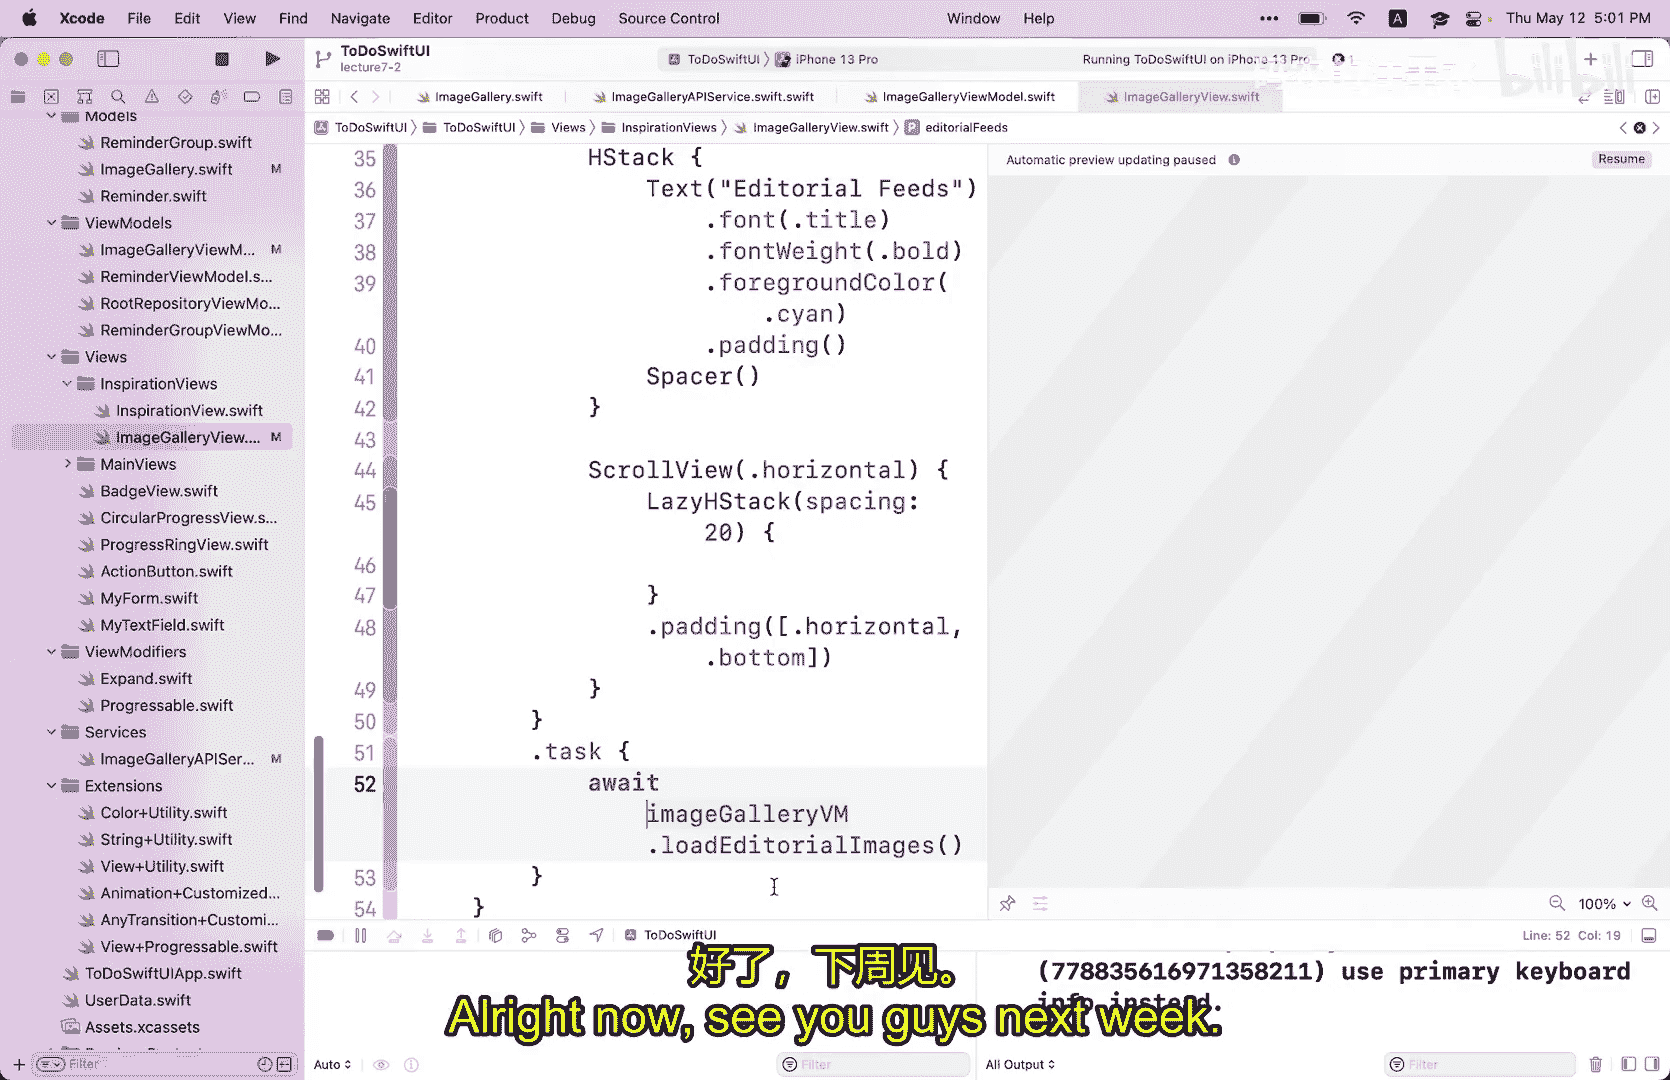 Xcode File Edit View Find Navigate Editor Product Debug Source Control Window Help ••• A Thu May 12 5:01 PM
ToDoSwiftUI
lecture7-2
ToDoSwiftUI 〉 iPhone 13 Pro
Running ToDoSwiftUI on iPhone 13 Pro
1
ImageGallery.swift
ImageGalleryAPIService.swift.swift
ImageGalleryViewModel.swift
ImageGalleryView.swift
ToDoSwiftUI 〉 ToDoSwiftUI 〉 Views 〉 InspirationViews 〉 ImageGalleryView.swift 〉 P editorialFeeds
Models
ReminderGroup.swift
ImageGallery.swift M
Reminder.swift
ViewModels
ImageGalleryViewM... M
ReminderViewModel.s...
RootRepositoryViewMo...
ReminderGroupViewMo...
Views
InspirationViews
InspirationView.swift
ImageGalleryView.... M
MainViews
BadgeView.swift
CircularProgressView.s...
ProgressRingView.swift
ActionButton.swift
MyForm.swift
MyTextField.swift
ViewModifiers
Expand.swift
Progressable.swift
Services
ImageGalleryAPISer... M
Extensions
Color+Utility.swift
String+Utility.swift
View+Utility.swift
Animation+Customized...
AnyTransition+Customi...
View+Progressable.swift
ToDoSwiftUIApp.swift
UserData.swift
Assets.xcassets
Filter
35 HStack {
36 Text("Editorial Feeds")
37 .font(.title)
38 .fontWeight(.bold)
39 .foregroundColor(
.cyan)
40 .padding()
41 Spacer()
42 }
43
44 ScrollView(.horizontal) {
45 LazyHStack(spacing:
20) {
46
47 }
48 .padding([.horizontal,
.bottom])
49 }
50 }
51 .task {
52 await
imageGalleryVM
.loadEditorialImages()
53 }
54 }
Automatic preview updating paused
Resume
100%
ToDoSwiftUI
Line: 52 Col: 19
(778835616971358211) use primary keyboard
info instead.
好了，下周见。
Alright now, see you guys next week.
Auto
Filter
All Output
Filter
bilibili